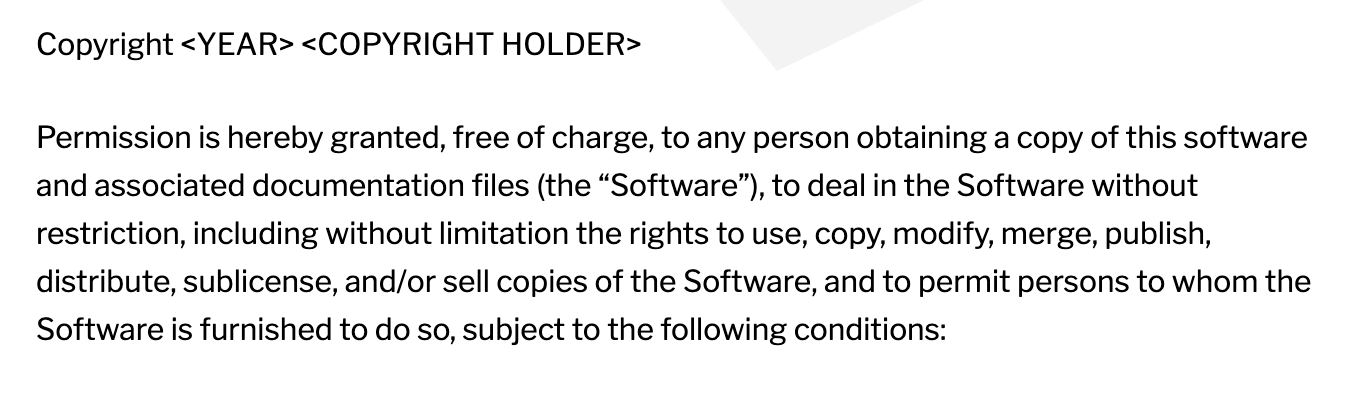 Copyright <YEAR> <COPYRIGHT HOLDER>
Permission is hereby granted, free of charge, to any person obtaining a copy of this software
and associated documentation files (the “Software”), to deal in the Software without
restriction, including without limitation the rights to use, copy, modify, merge, publish,
distribute, sublicense, and/or sell copies of the Software, and to permit persons to whom the
Software is furnished to do so, subject to the following conditions: